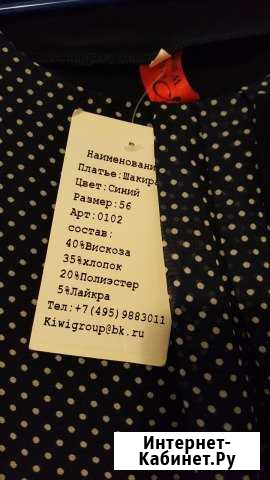 Наименовани
Платье:Шакира
Цвет:Синий
Размер:56
Арт:0102
состав:
40%Вискоза
35%хлопок
20%Полиэстер
5%Лайкра
Тел:+7(495)9883011
Kiwigroup@bk.ru
Интернет-
Кабинет.Ру